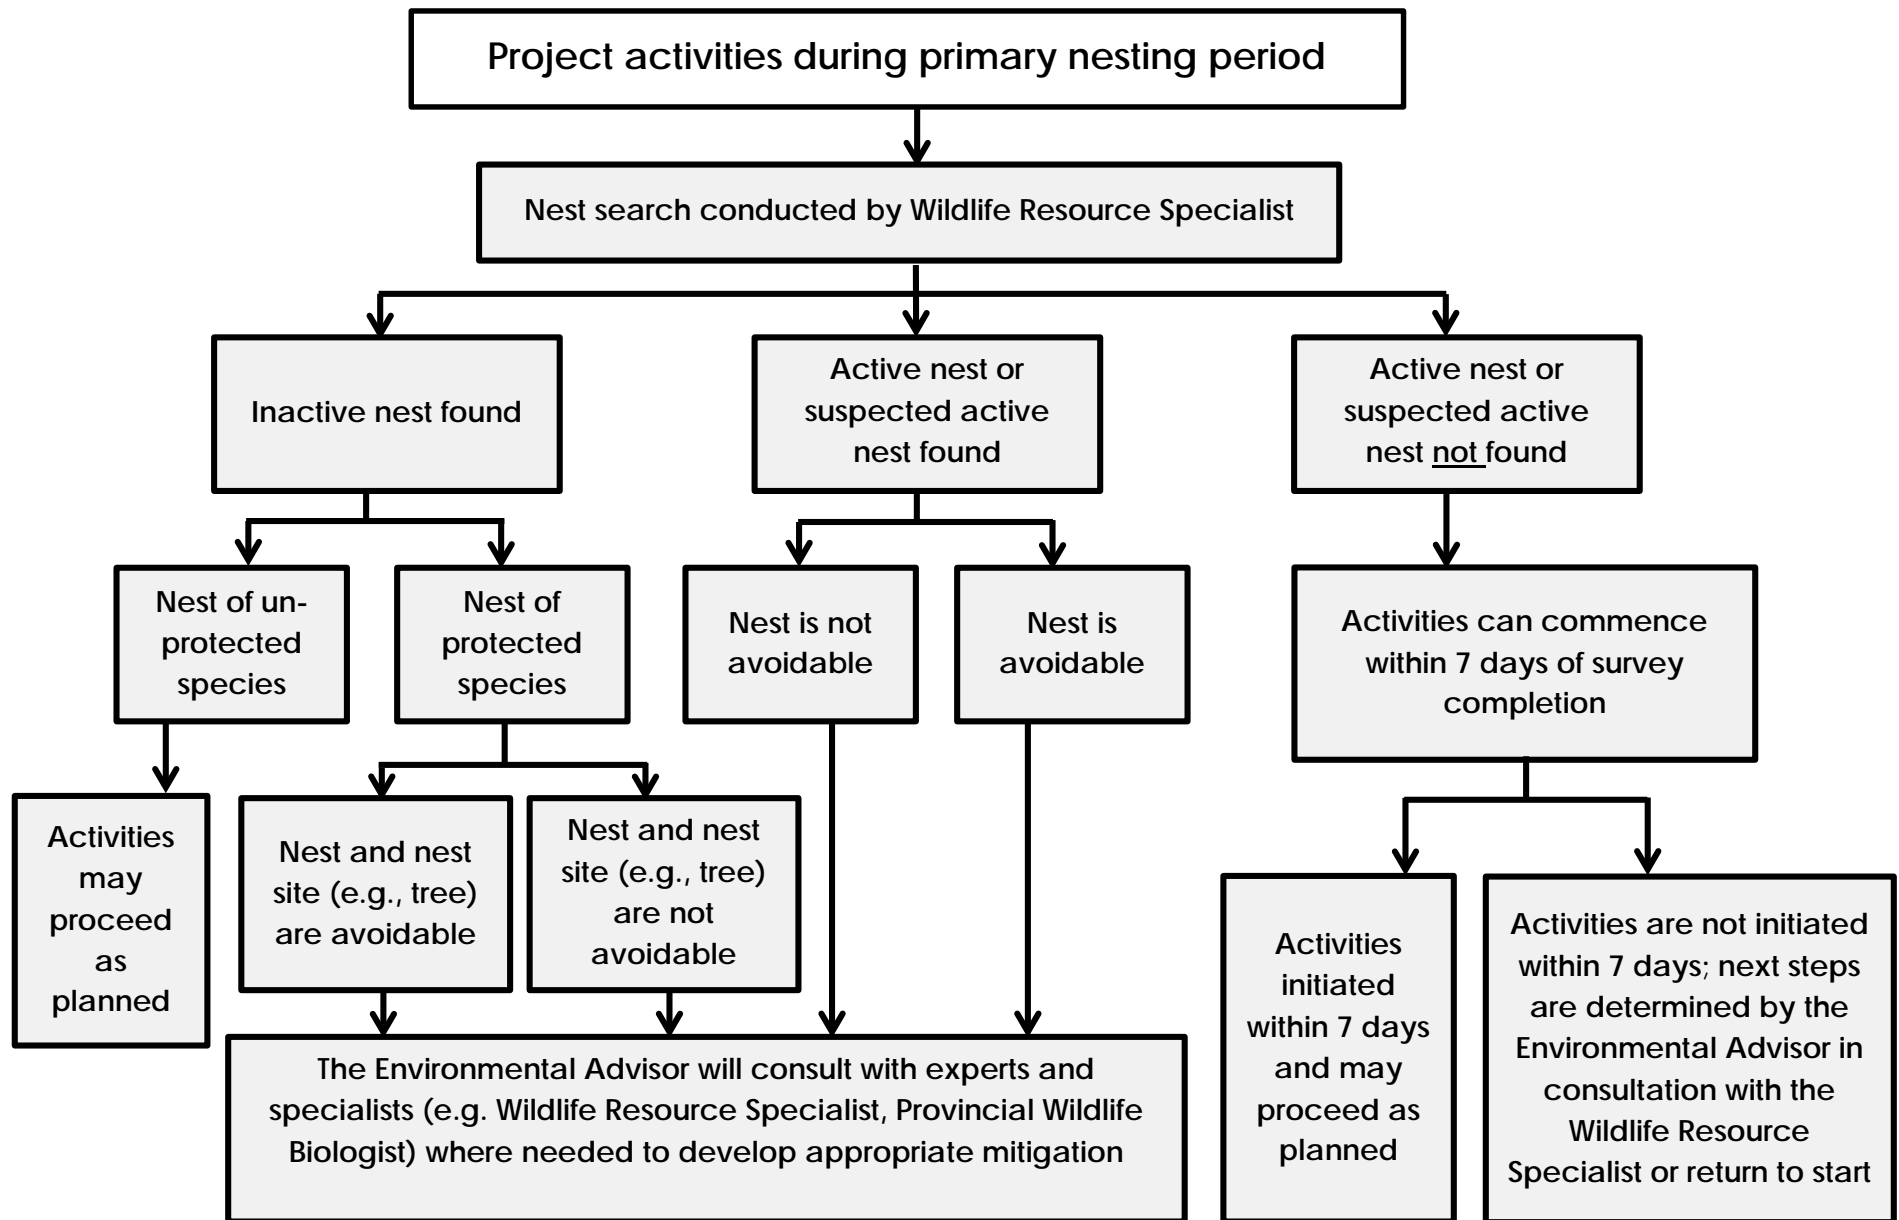 Project activities during primary nesting period
Nest search conducted by Wildlife Resource Specialist
Inactive nest found
Active nest or
suspected active
nest found
Active nest or
suspected active
nest not found
Nest of un-
protected
species
Nest of
protected
species
Nest is not
avoidable
Nest is
avoidable
Activities can commence
within 7 days of survey
completion
Activities
may
proceed
as
planned
Nest and nest
site (e.g., tree)
are avoidable
Nest and nest
site (e.g., tree)
are not
avoidable
Activities
initiated
within 7 days
and may
proceed as
planned
Activities are not initiated
within 7 days; next steps
are determined by the
Environmental Advisor in
consultation with the
Wildlife Resource
Specialist or return to start
The Environmental Advisor will consult with experts and
specialists (e.g. Wildlife Resource Specialist, Provincial Wildlife
Biologist) where needed to develop appropriate mitigation